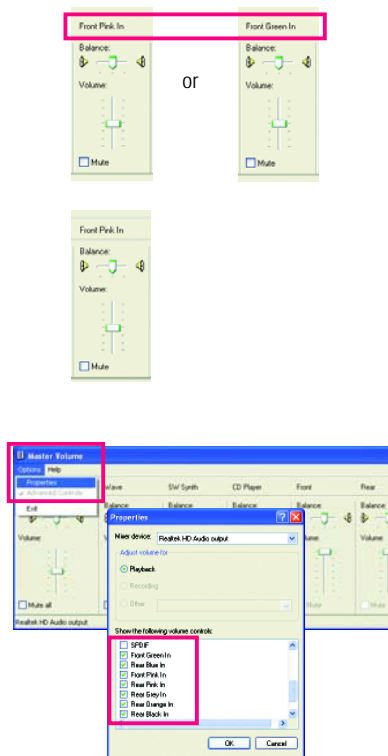 Front Pink In
Front Green In
Balance:
Balance:
or
Volume:
Volume:
Mute
Mute
Front Pink In
Balance:
Volume:
Mute
Master Volume
Options Help
Properties
Advanced Controls
Exit
Wave
SW Synth
CD Player
Front
Rear
Balance:
Balance:
Balance:
Balance:
Balance:
Properties
Mixer device:
Realtek HD Audio output
Adjust volume for
Playback
Recording
Other
Show the following volume controls:
SPDIF
Front Green In
Rear Blue In
Front Pink In
Rear Pink In
Rear Grey In
Rear Orange In
Rear Black In
OK
Cancel
Volume:
Volume:
Volume:
Mute all
Mute
Mute
Realtek HD Audio output